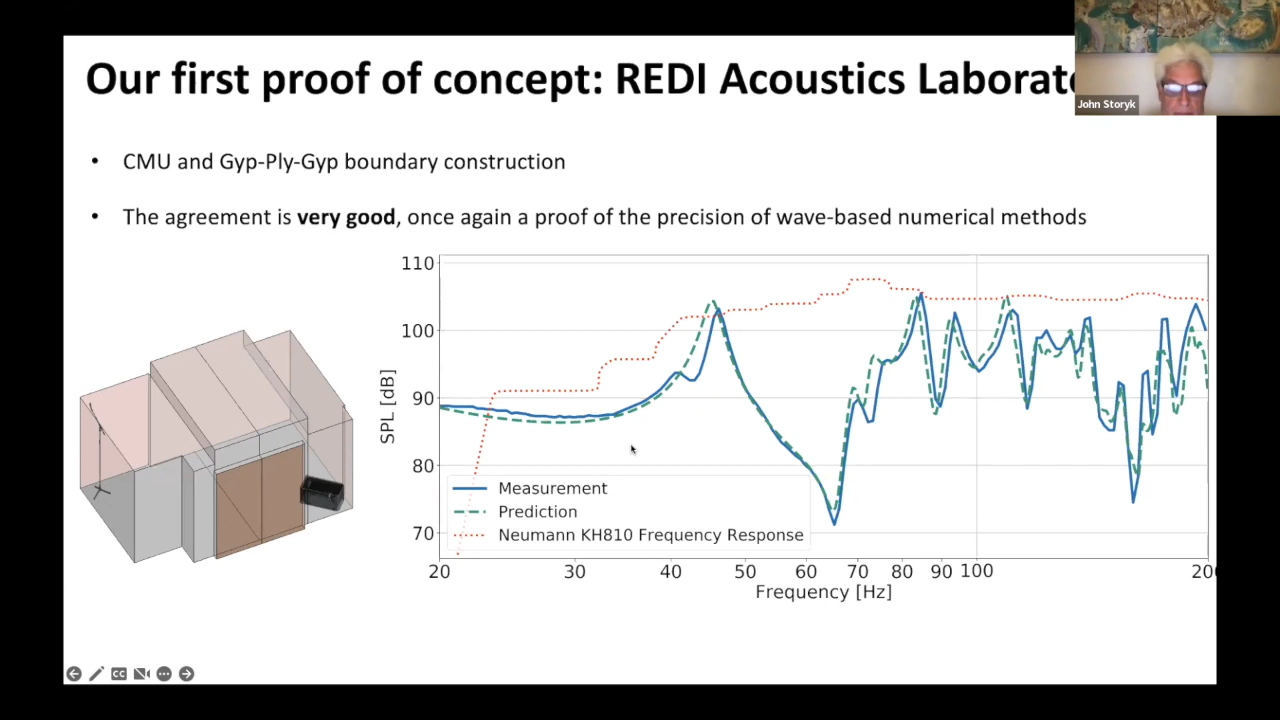 Our first proof of concept: REDI Acoustics Laborat
John Storyk
• CMU and Gyp-Ply-Gyp boundary construction
• The agreement is very good, once again a proof of the precision of wave-based numerical methods
110
100
90
80
70
SPL [dB]
Measurement
Prediction
Neumann KH810 Frequency Response
20 30 40 50 60 70 80 90 100 200
Frequency [Hz]
CC